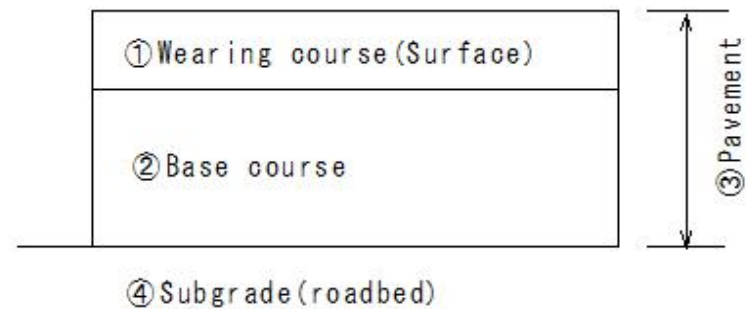 ①Wearing course(Surface)
②Base course
③Pavement
④Subgrade(roadbed)